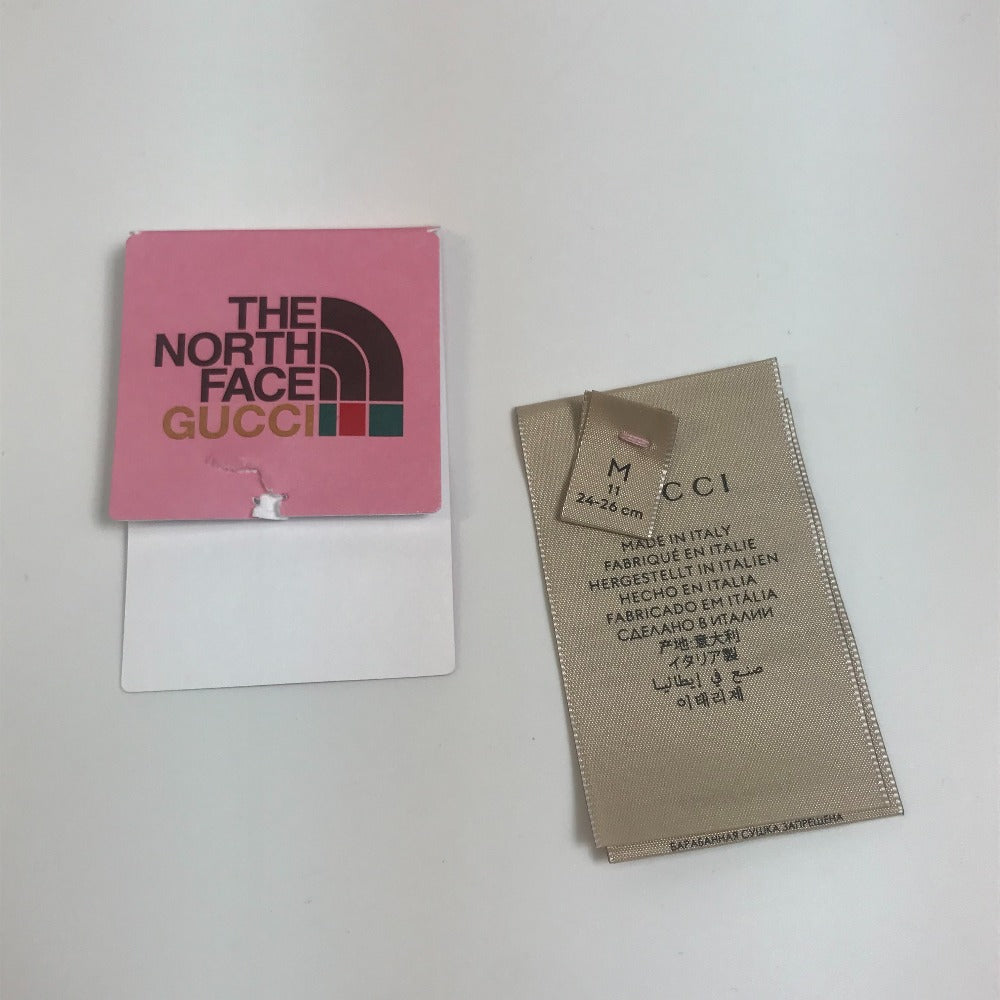 THE
NORTH
FACE
GUCCI
M
11
24-26 cm
CCI
MADE IN ITALY
FABRIQUÉ EN ITALIE
HERGESTELLT IN ITALIEN
HECHO EN ITALIA
FABRICADO EM ITÁLIA
СДЕЛАНО В ИТАЛИИ
产地:意大利
イタリア製
صنع في إيطاليا
이태리제
БАРАБАННАЯ СУШКА ЗАПРЕЩЕНА